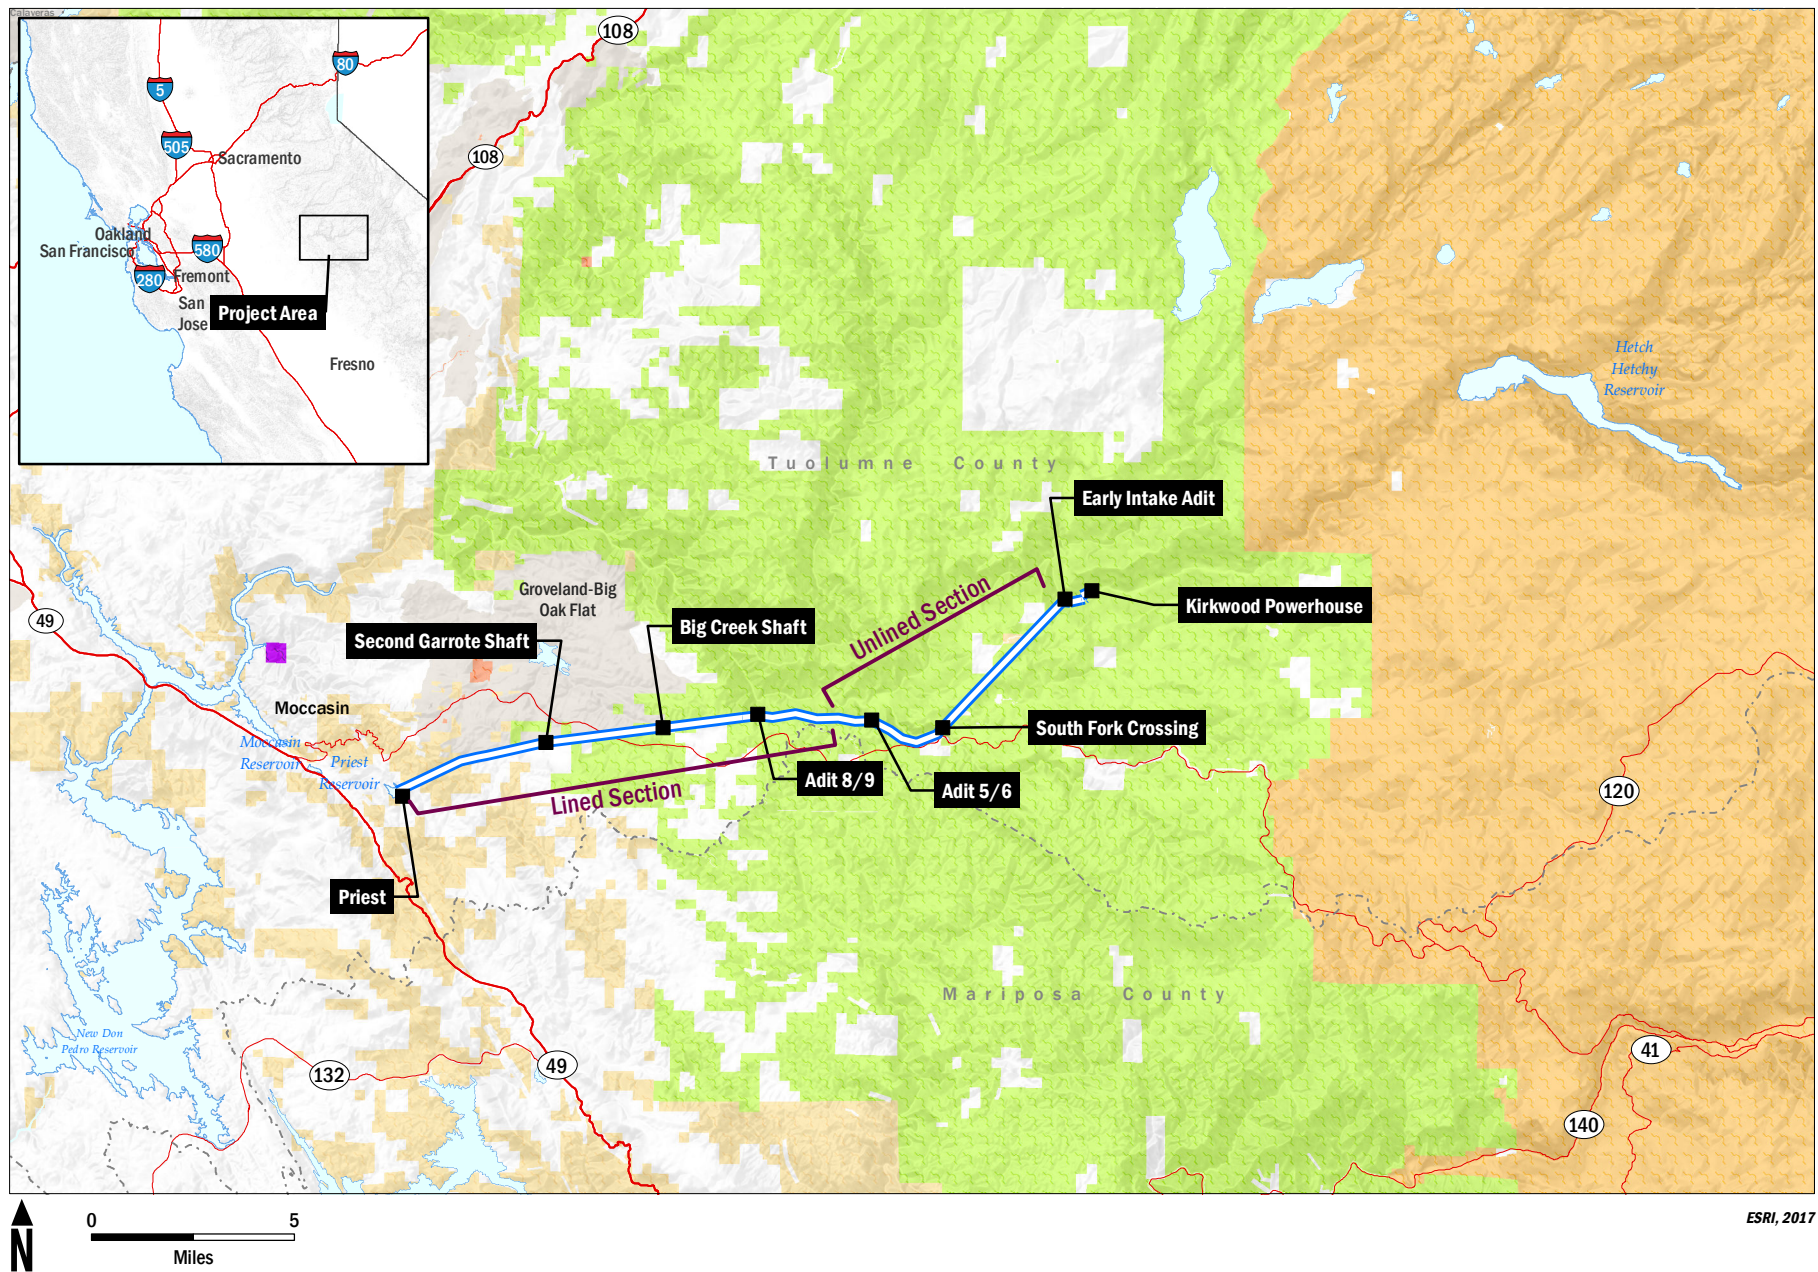 Calaveras
108
80
5
505
108
Sacramento
Oakland
San Francisco
580
Fremont
280
San
Jose
Project Area
Fresno
Hetch
Hetchy
Reservoir
Tuolumne County
Early Intake Adit
Groveland-Big
Oak Flat
Kirkwood Powerhouse
49
Second Garrote Shaft
Big Creek Shaft
Unlined Section
Moccasin
Moccasin
Reservoir
Priest
Reservoir
South Fork Crossing
Lined Section
Adit 8/9
Adit 5/6
120
Priest
Mariposa County
New Don
Pedro Reservoir
132
49
41
140
0
5
Miles
N
ESRI, 2017